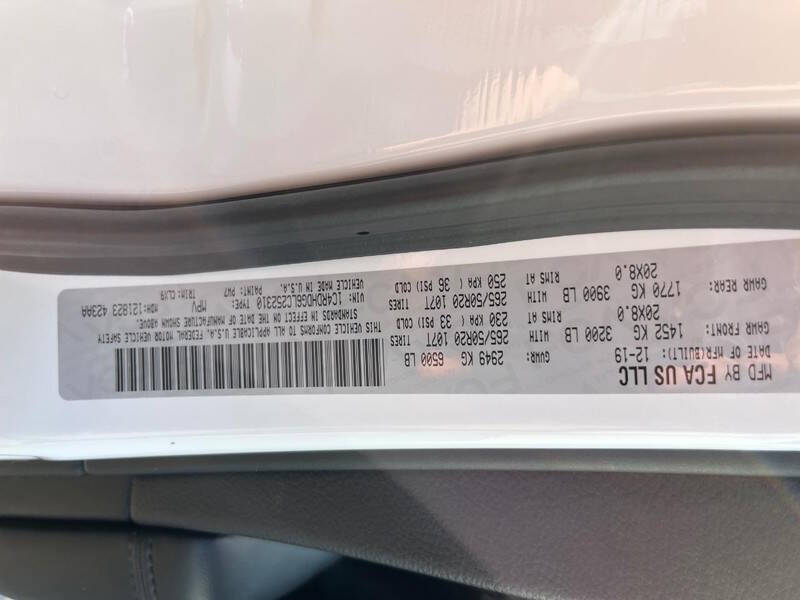 MFD BY FCA US LLC
DATE OF MFR(BUILT): 12-19 GVWR: 2949 KG 6500 LB
GAWR FRONT: 1452 KG 3200 LB WITH 265/50R20 107T TIRES
20X8.0 RIMS AT 230 KPA( 33 PSI) COLD
GAWR REAR: 1770 KG 3900 LB WITH 265/50R20 107T TIRES
20X8.0 RIMS AT 250 KPA( 36 PSI) COLD
THIS VEHICLE CONFORMS TO ALL APPLICABLE U.S.A. FEDERAL MOTOR VEHICLE SAFETY
STANDARDS IN EFFECT ON THE DATE OF MANUFACTURE SHOWN ABOVE.
VIN: 1C4RDHDG6LC252310 TYPE: MPV MDH:121823 423AA
VEHICLE MADE IN U.S.A. PAINT: PW7 TRIM: CLX9